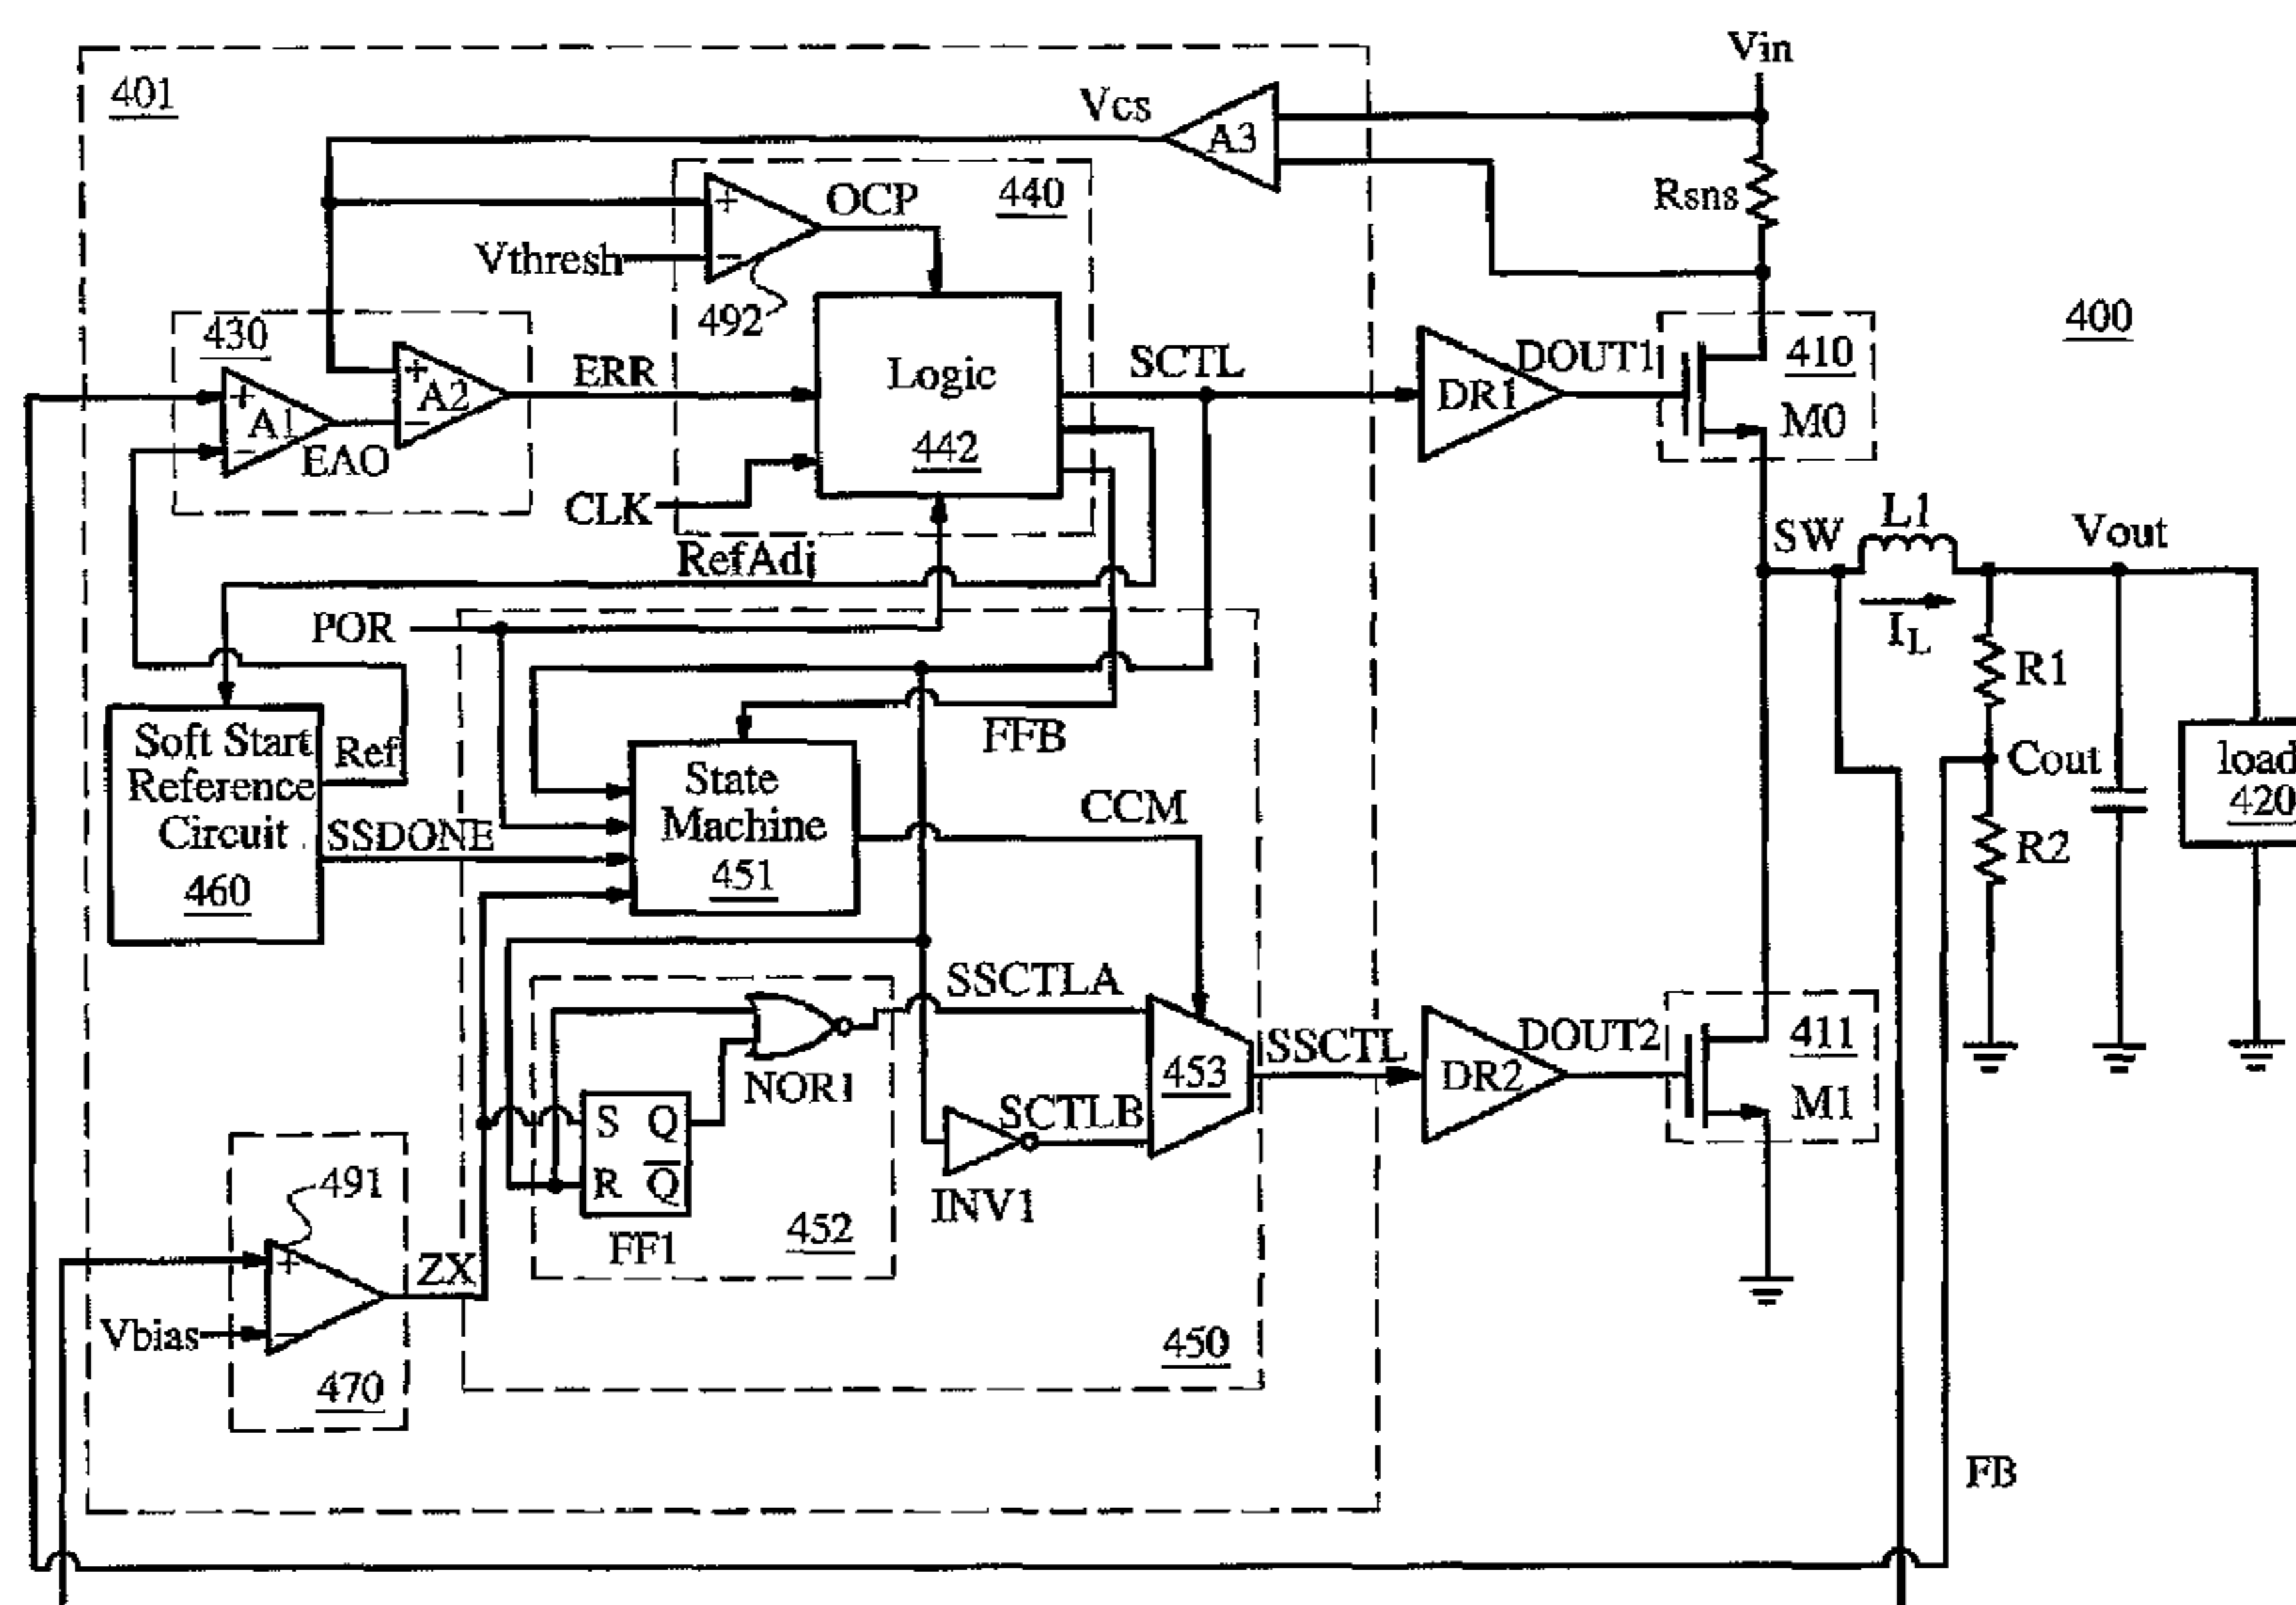 401
Vcs
A3
Vin
Rsns
440
OCP
+
Vthresh
−
492
400
430
+
A2
−
ERR
Logic
442
SCTL
DR1
DOUT1
410
M0
+
A1
−
EAO
CLK
RefAdj
SW
L1
Vout
IL
POR
R1
FFB
Soft Start
Reference
Circuit
460
Ref
SSDONE
State
Machine
451
CCM
Cout
load
420
R2
SSCTLA
NOR1
453
SSCTL
DR2
DOUT2
411
M1
S Q
R Q̅
FF1
452
SCTLB
INV1
491
+
−
ZX
Vbias
470
450
FB